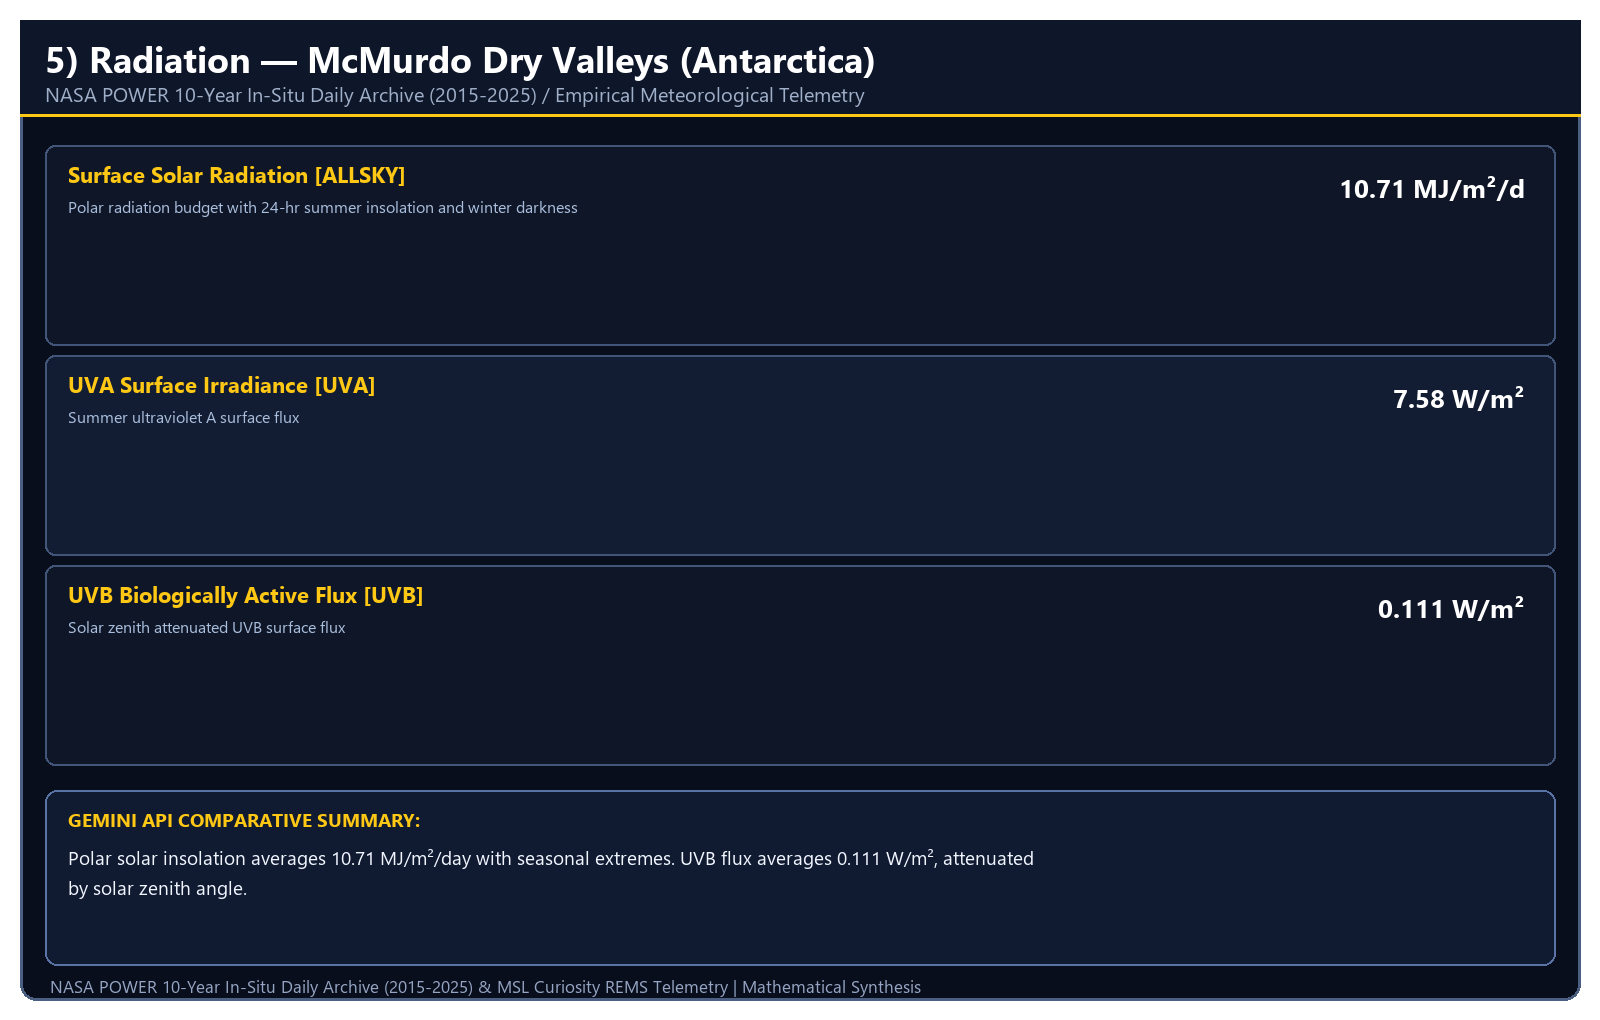 5) Radiation — McMurdo Dry Valleys (Antarctica)
NASA POWER 10-Year In-Situ Daily Archive (2015-2025) / Empirical Meteorological Telemetry
Surface Solar Radiation [ALLSKY]
10.71 MJ/m²/d
Polar radiation budget with 24-hr summer insolation and winter darkness
UVA Surface Irradiance [UVA]
7.58 W/m²
Summer ultraviolet A surface flux
UVB Biologically Active Flux [UVB]
0.111 W/m²
Solar zenith attenuated UVB surface flux
GEMINI API COMPARATIVE SUMMARY:
Polar solar insolation averages 10.71 MJ/m²/day with seasonal extremes. UVB flux averages 0.111 W/m², attenuated
by solar zenith angle.
NASA POWER 10-Year In-Situ Daily Archive (2015-2025) & MSL Curiosity REMS Telemetry | Mathematical Synthesis